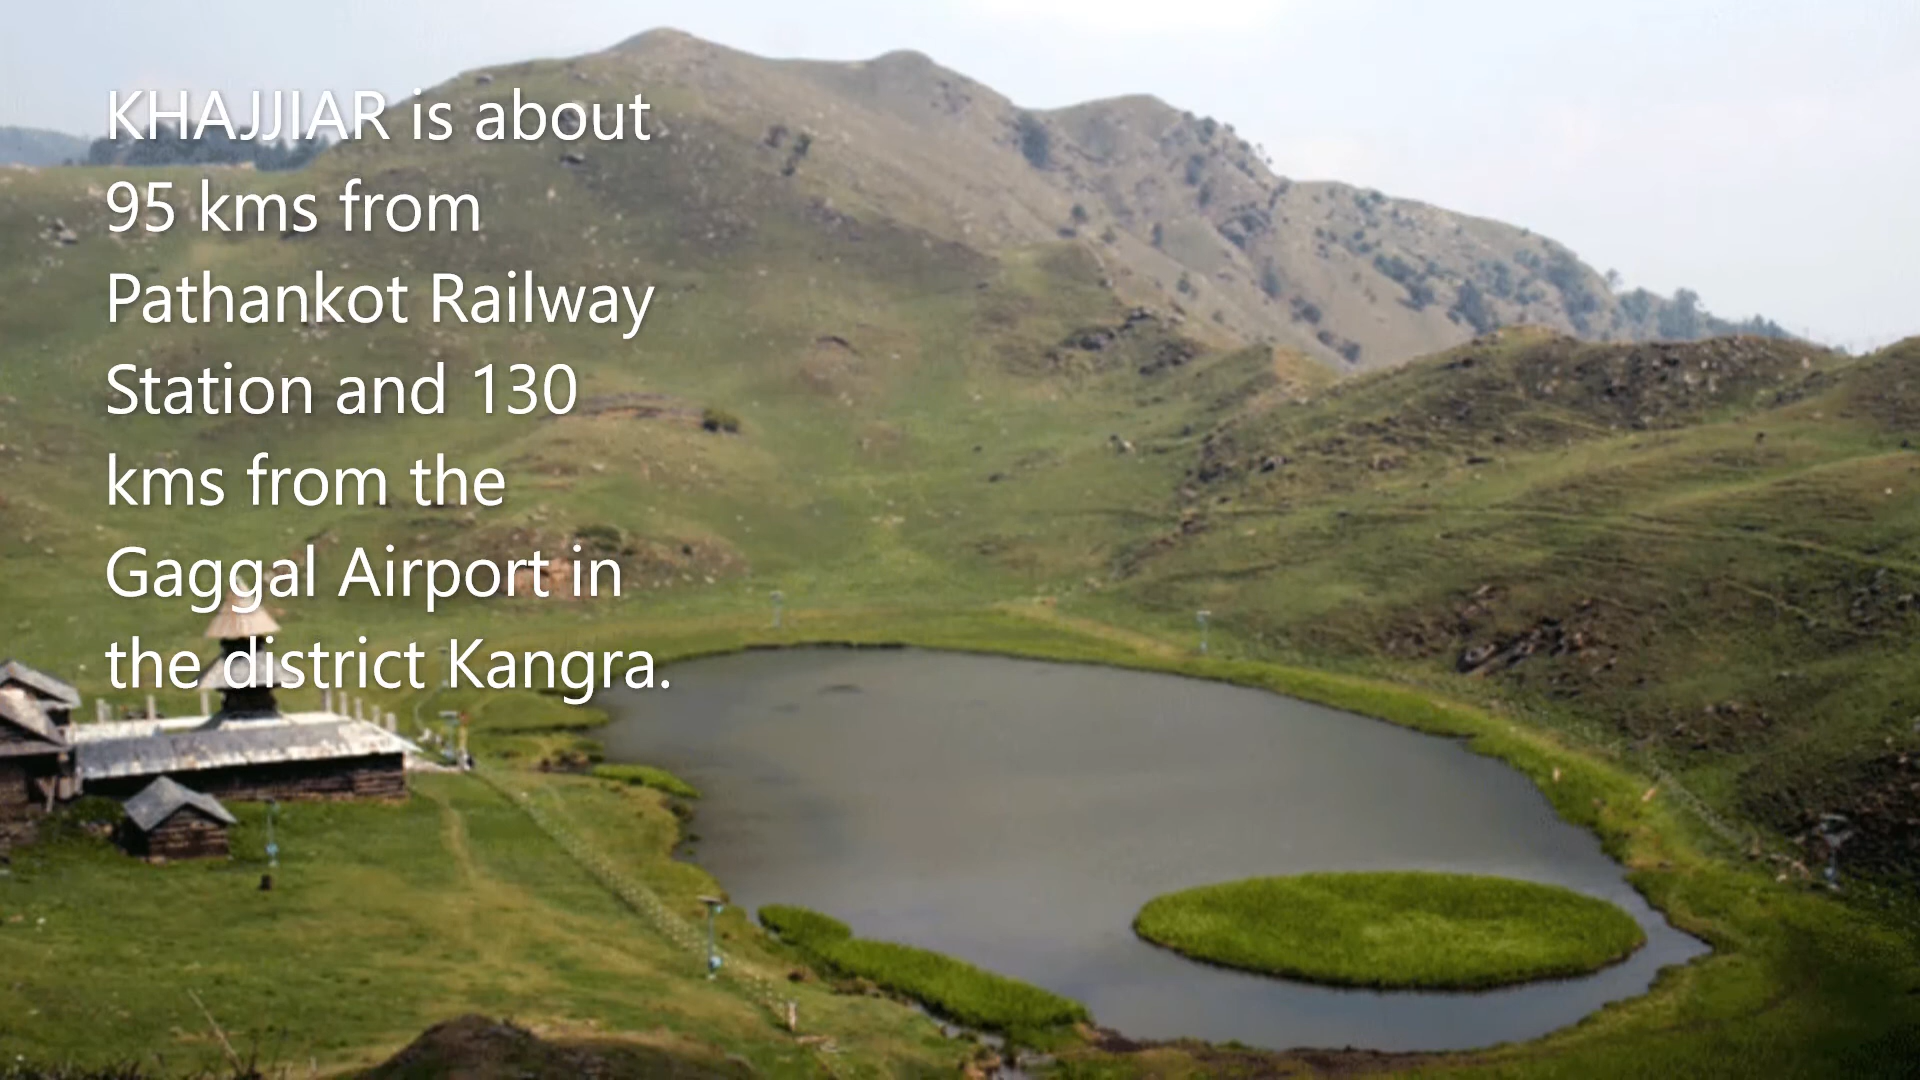 KHAJJIAR is about
95 kms from
Pathankot Railway
Station and 130
kms from the
Gaggal Airport in
the district Kangra.